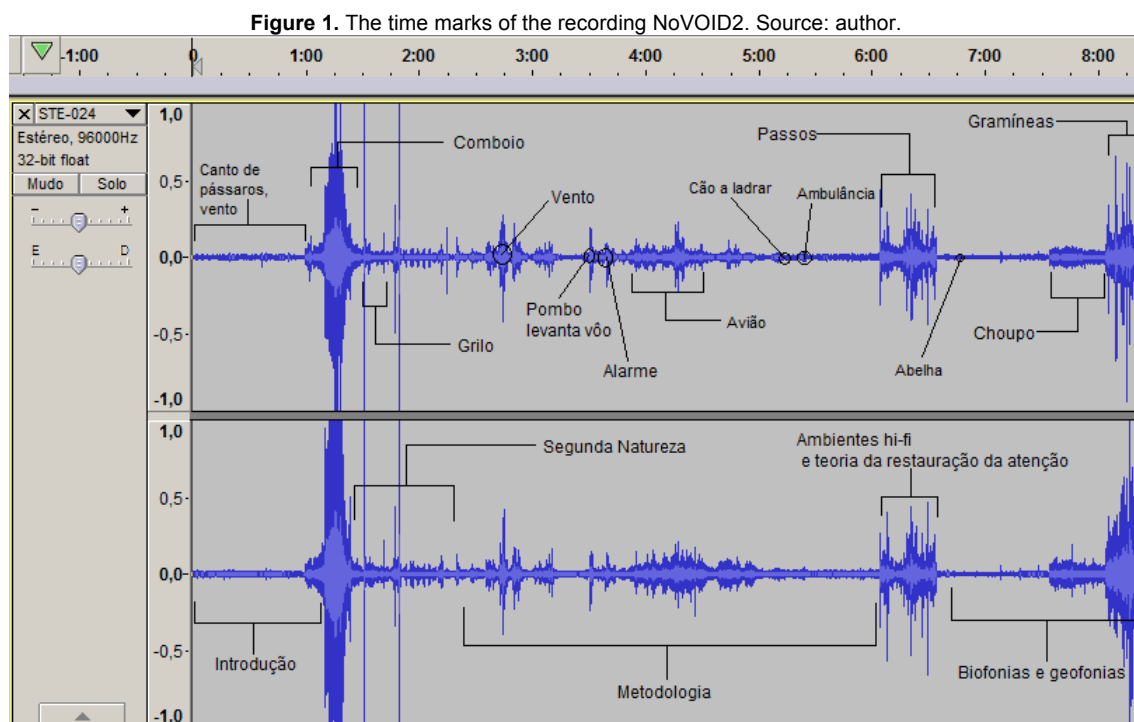 Figure 1. The time marks of the recording NoVOID2. Source: author.
-1:00 0 1:00 2:00 3:00 4:00 5:00 6:00 7:00 8:00
X STE-024
Estéreo, 96000Hz
32-bit float
Mudo Solo
- +
E D
1,0
0,5-
0,0-
-0,5-
-1,0
Canto de
pássaros,
vento
Comboio
Grilo
Vento
Pombo
levanta vôo
Alarme
Avião
Cão a ladrar
Ambulância
Passos
Abelha
Gramíneas
Choupo
1,0
0,5-
0,0-
-0,5-
-1,0
Introdução
Segunda Natureza
Metodologia
Ambientes hi-fi
e teoria da restauração da atenção
Biofonias e geofonias